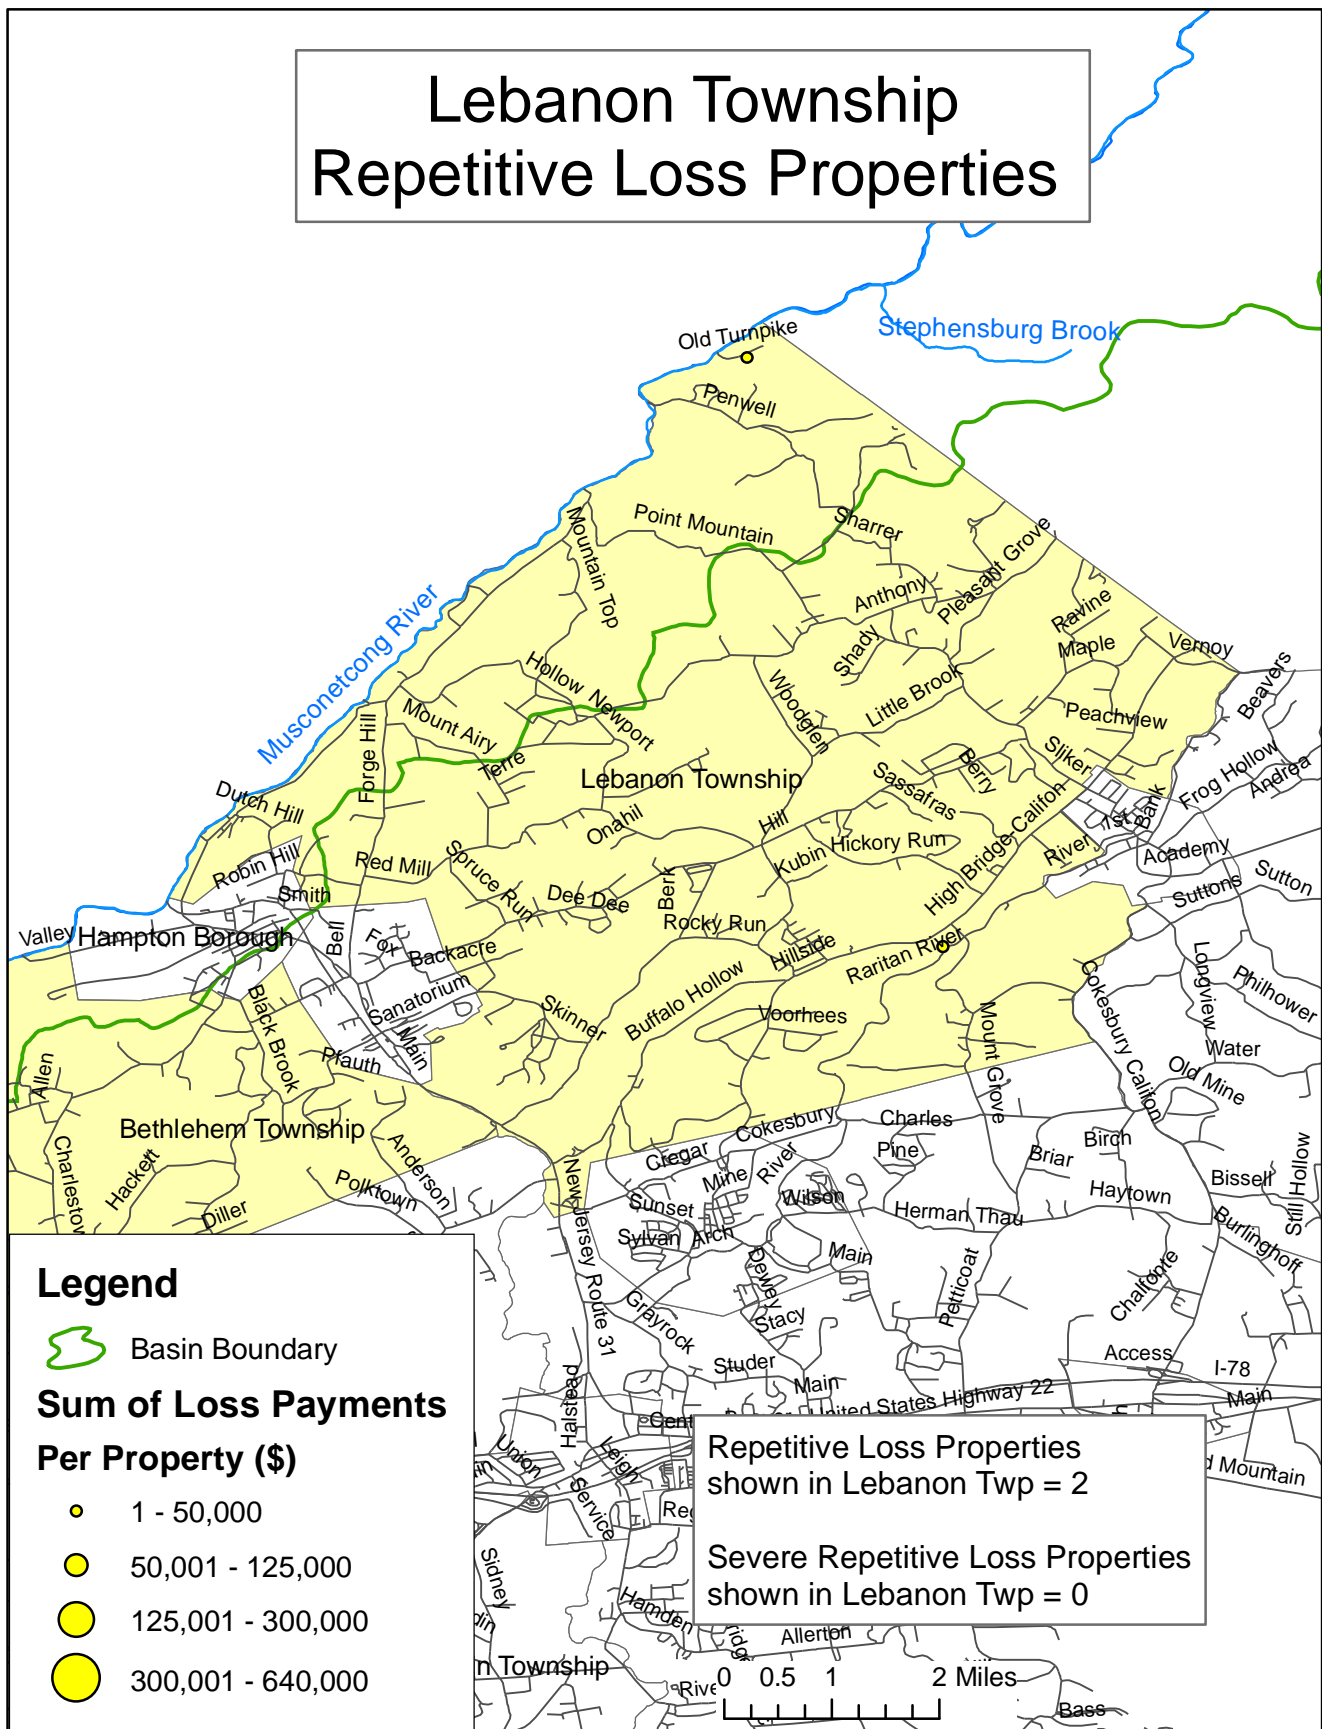 Lebanon Township
Repetitive Loss Properties
Old Turnpike
Stephensburg Brook
Penwell
Point Mountain
Sharrer
Mountain Top
Pleasant Grove
Anthony
Musconetcong River
Ravine
Maple
Vernoy
Shady
Beavers
Hollow
Newport
Woodglen
Little Brook
Peachview
Mount Airy
Forge Hill
Terre
Sliker
Berry
Frog Hollow
Andrea
Lebanon Township
Sassafras
Dutch Hill
Onahil
Hill
High Bridge-Califon
1st
Bank
Hickory Run
River
Academy
Robin Hill
Red Mill
Spruce Run
Kubin
Smith
Dee Dee
Berk
Suttons
Sutton
Valley
Hampton Borough
Bell
Fox
Backacre
Rocky Run
Hillside
Raritan River
Longview
Philhower
Cokesbury Califon
Sanatorium
Skinner
Buffalo Hollow
Voorhees
Mount Grove
Black Brook
Pfauth
Main
Water
Old Mine
Allen
Bethlehem Township
Charlestow
Hackett
Anderson
Cokesbury
Charles
Birch
Cregar
Pine
Briar
Polktown
Mine
River
Bissell
Still Hollow
Diller
New Jersey Route 31
Sunset
Wilson
Herman Thau
Haytown
Burlinghoff
Sylvan
Arch
Main
Dewey
Petticoat
Chalfonte
Grayrock
Stacy
Studer
Access
I-78
Main
Main
United States Highway 22
Halstead
Cent
Union
Leigh
d Mountain
Service
Reg
Sidney
Hamden
Allerton
n Township
Rive
Bass
Legend
Basin Boundary
Sum of Loss Payments
Per Property ($)
1 - 50,000
50,001 - 125,000
125,001 - 300,000
300,001 - 640,000
Repetitive Loss Properties
shown in Lebanon Twp = 2
Severe Repetitive Loss Properties
shown in Lebanon Twp = 0
0 0.5 1 2 Miles